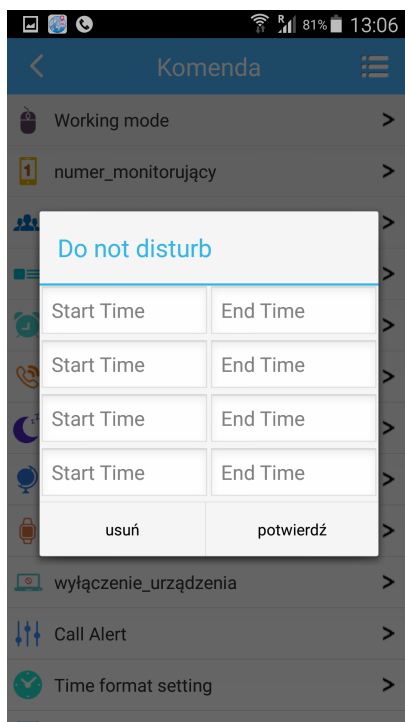 R 81% 13:06
Komenda
Working mode
1 numer_monitorujący
Do not disturb
Start Time End Time
Start Time End Time
Start Time End Time
Start Time End Time
usuń potwierdź
wyłączenie_urządzenia
Call Alert
Time format setting